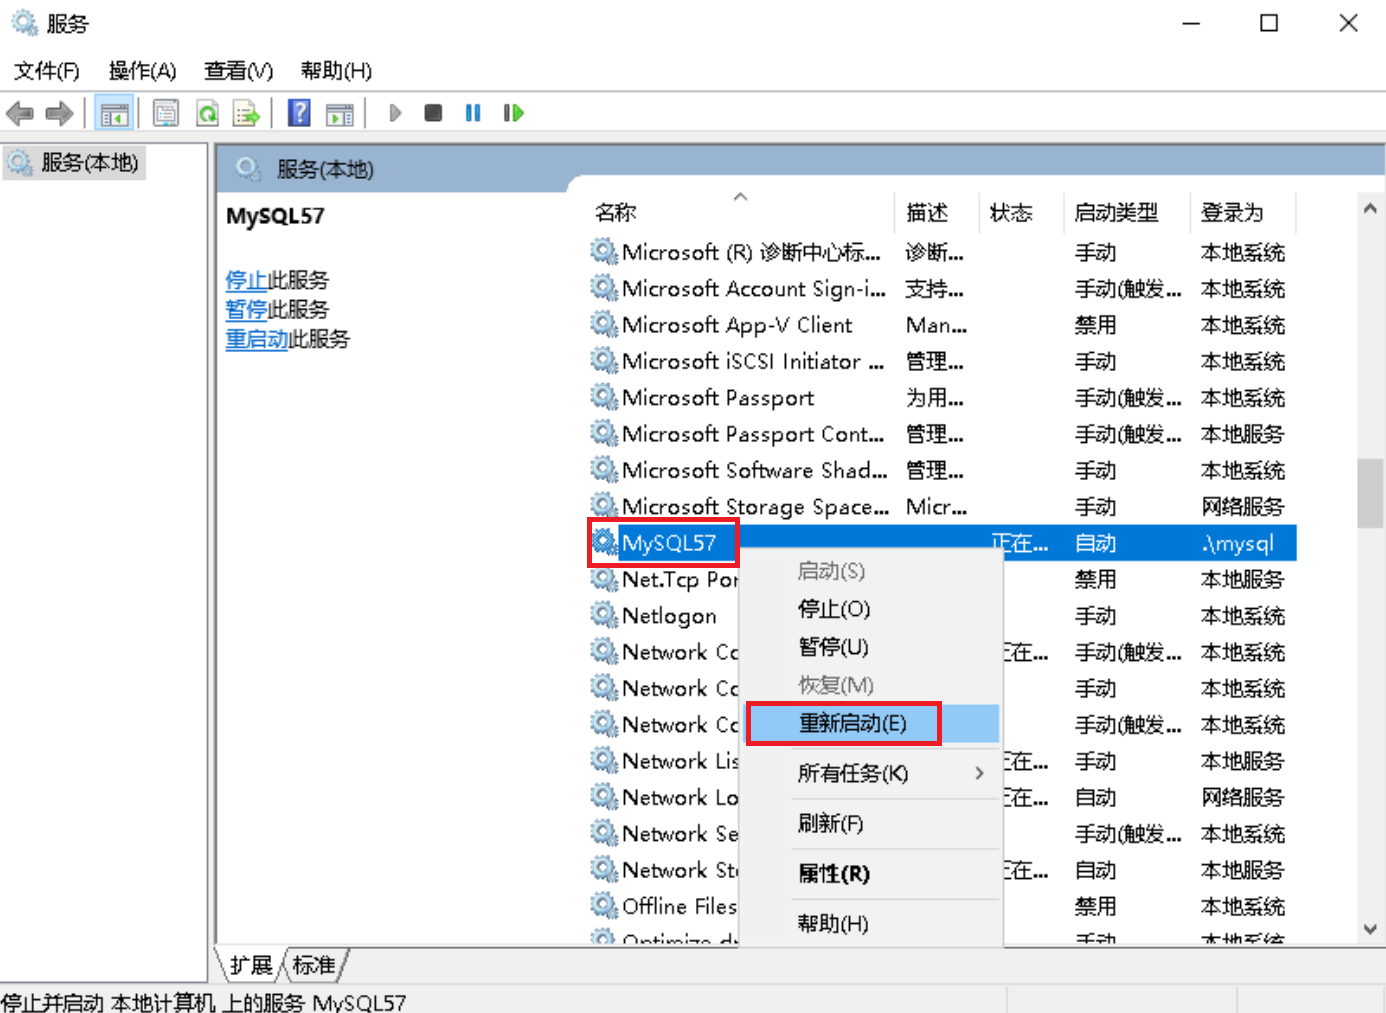 服务
文件(F) 操作(A) 查看(V) 帮助(H)
服务(本地)
服务(本地)
MySQL57
停止此服务
暂停此服务
重启动此服务
名称 描述 状态 启动类型 登录为
Microsoft (R) 诊断中心标... 诊断... 手动 本地系统
Microsoft Account Sign-i... 支持... 手动(触发... 本地系统
Microsoft App-V Client Man... 禁用 本地系统
Microsoft iSCSI Initiator ... 管理... 手动 本地系统
Microsoft Passport 为用... 手动(触发... 本地系统
Microsoft Passport Cont... 管理... 手动(触发... 本地服务
Microsoft Software Shad... 管理... 手动 本地系统
Microsoft Storage Space... Micr... 手动 网络服务
MySQL57 正在... 自动 .\mysql
Net.Tcp Por 禁用 本地服务
Netlogon 手动 本地系统
Network Co 正在... 手动(触发... 本地系统
Network Co 手动 本地系统
Network Co 手动(触发... 本地系统
Network Lis 正在... 手动 本地服务
Network Lo 正在... 自动 网络服务
Network Se 手动(触发... 本地系统
Network Sto 正在... 自动 本地服务
Offline Files 禁用 本地系统
Optimize dr 手动 本地系统
启动(S)
停止(O)
暂停(U)
恢复(M)
重新启动(E)
所有任务(K)
刷新(F)
属性(R)
帮助(H)
扩展 标准
停止并启动 本地计算机 上的服务 MySQL57